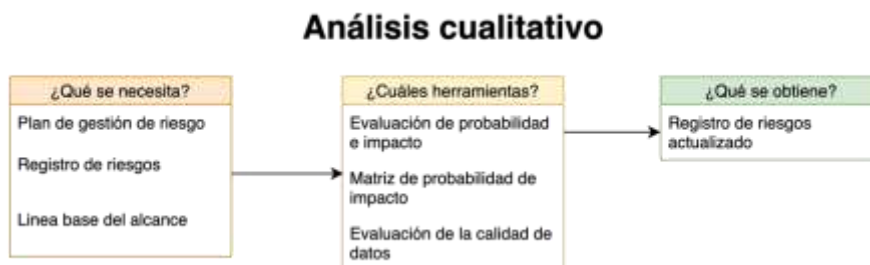 Análisis cualitativo
¿Qué se necesita?
Plan de gestión de riesgo
Registro de riesgos
Linea base del alcance
¿Cuáles herramientas?
Evaluación de probabilidad
e impacto
Matriz de probabilidad de
impacto
Evaluación de la calidad de
datos
¿Qué se obtiene?
Registro de riesgos
actualizado